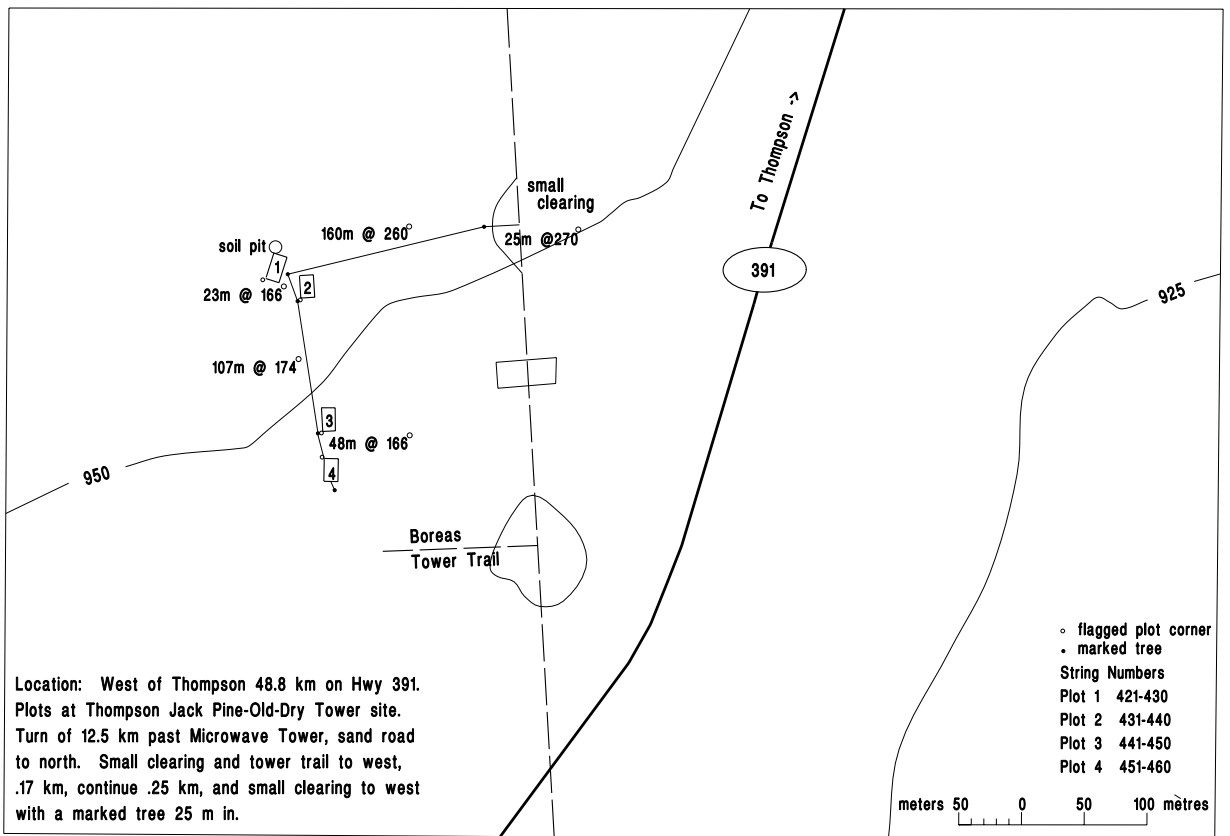 To Thompson ->
small
clearing
160m @ 260°
25m @270°
soil pit
1
391
2
23m @ 166°
925
107m @ 174°
3
48m @ 166°
4
950
Boreas
Tower Trail
flagged plot corner
marked tree
String Numbers
Plot 1 421-430
Plot 2 431-440
Plot 3 441-450
Plot 4 451-460
meters 50 0 50 100 mètres
Location: West of Thompson 48.8 km on Hwy 391.
Plots at Thompson Jack Pine-Old-Dry Tower site.
Turn of 12.5 km past Microwave Tower, sand road
to north. Small clearing and tower trail to west,
.17 km, continue .25 km, and small clearing to west
with a marked tree 25 m in.